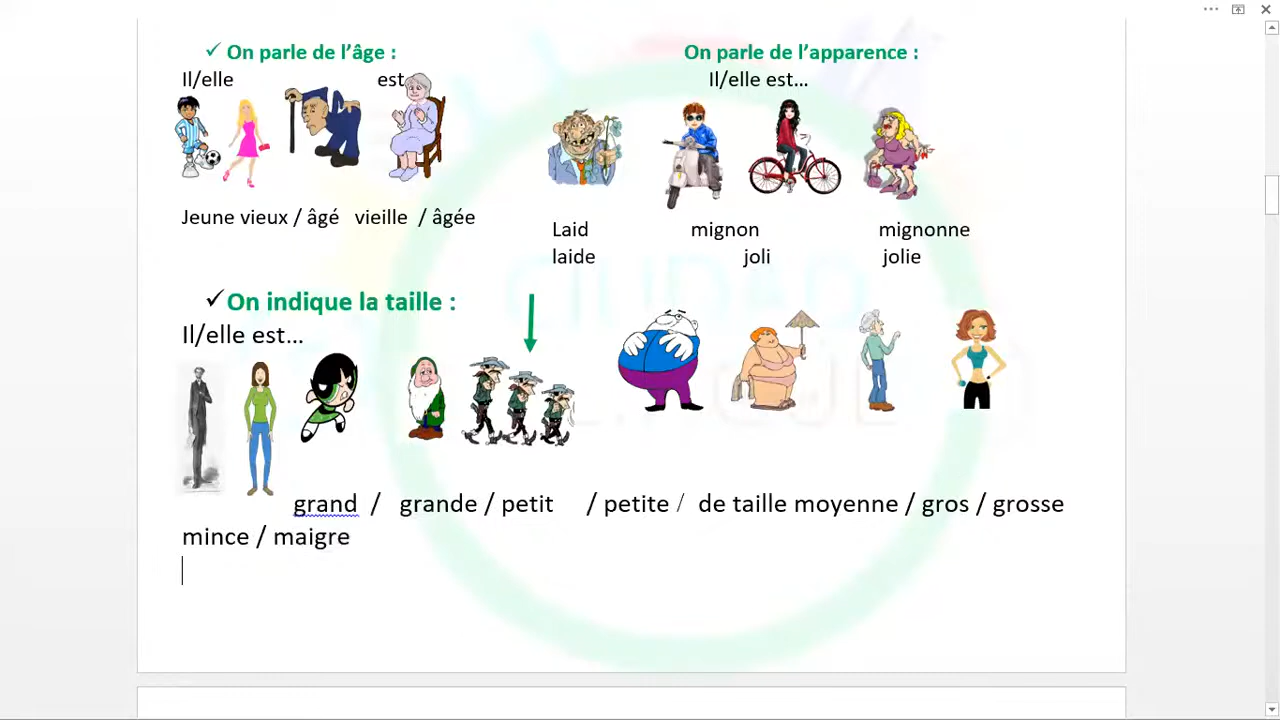 ✓ On parle de l’âge :
Il/elle est
Jeune vieux / âgé vieille / âgée
On parle de l’apparence :
Il/elle est...
Laid mignon mignonne
laide joli jolie
✓On indique la taille :
Il/elle est...
grand / grande / petit / petite / de taille moyenne / gros / grosse
mince / maigre